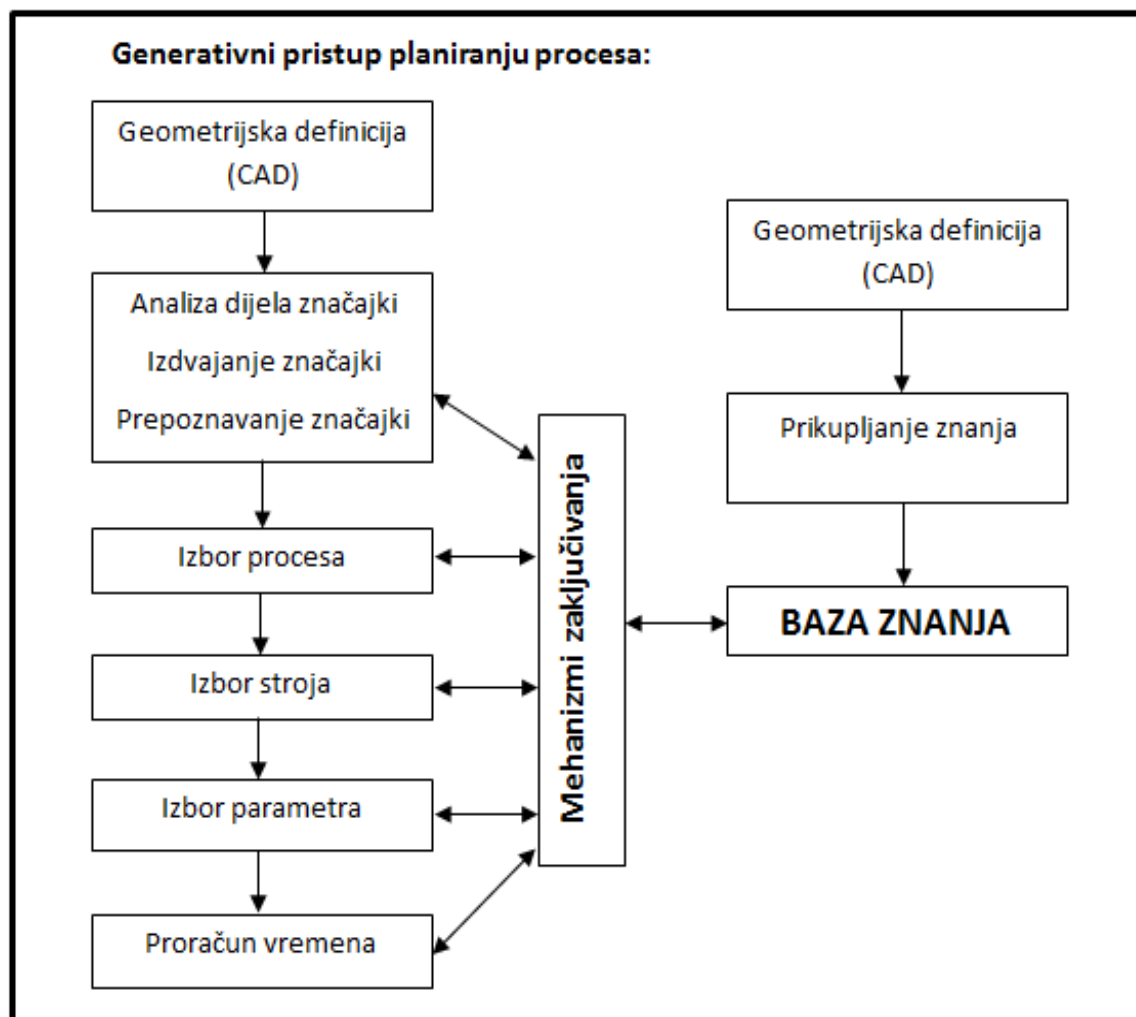 Generativni pristup planiranju procesa:
Geometrijska definicija
(CAD)
Analiza dijela značajki
Izdvajanje značajki
Prepoznavanje značajki
Izbor procesa
Izbor stroja
Izbor parametra
Proračun vremena
Mehanizmi zaključivanja
Geometrijska definicija
(CAD)
Prikupljanje znanja
BAZA ZNANJA